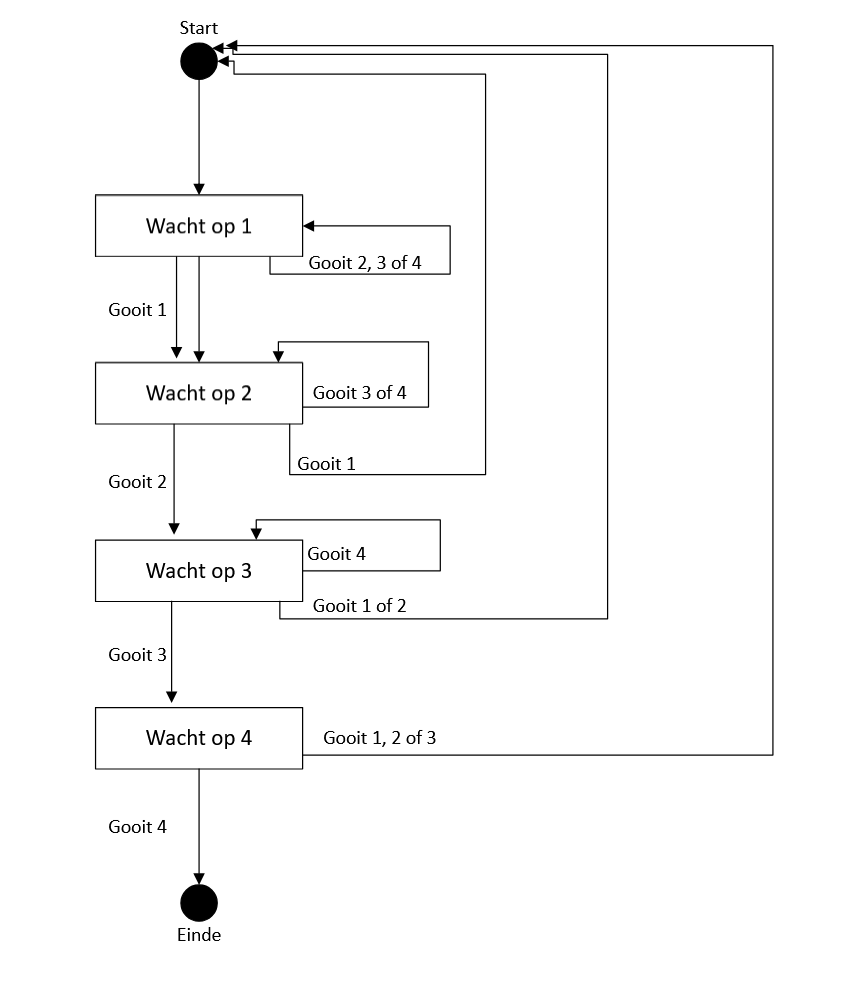 Start
Wacht op 1
Gooit 2, 3 of 4
Gooit 1
Wacht op 2
Gooit 3 of 4
Gooit 1
Gooit 2
Wacht op 3
Gooit 4
Gooit 1 of 2
Gooit 3
Wacht op 4
Gooit 1, 2 of 3
Gooit 4
Einde